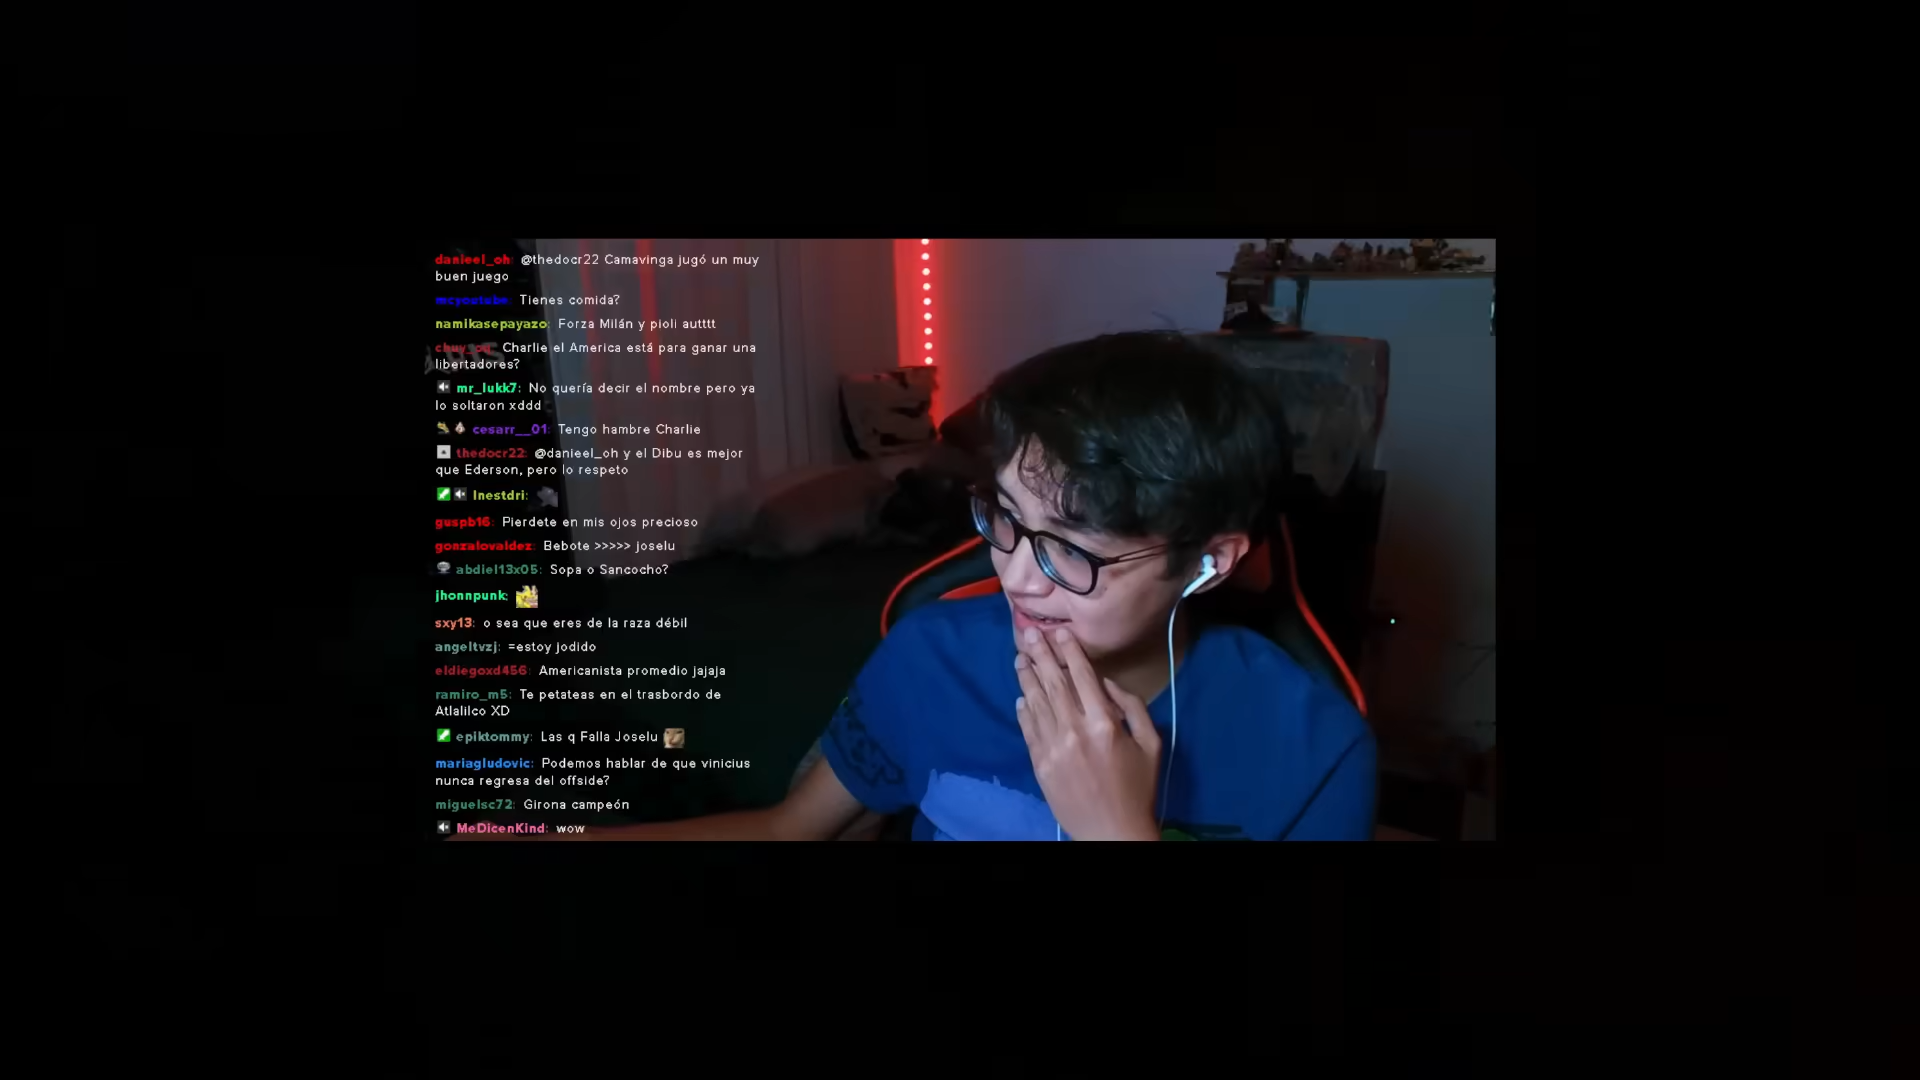 danieel_oh: @thedocr22 Camavinga jugó un muy
buen juego
mcyoutube: Tienes comida?
namikasepayazo: Forza Milán y pioli autttt
Charlie el America está para ganar una
libertadores?
mr_lukk7: No quería decir el nombre pero ya
lo soltaron xddd
cesarr__01: Tengo hambre Charlie
thedocr22: @danieel_oh y el Dibu es mejor
que Ederson, pero lo respeto
lnestdri:
guspb16: Pierdete en mis ojos precioso
gonzalovaldez: Bebote >>>>> joselu
abdiel13x05: Sopa o Sancocho?
jhonnpunk:
sxy13: o sea que eres de la raza débil
angeltvzj: =estoy jodido
eldiegoxd456: Americanista promedio jajaja
ramiro_m5: Te petateas en el trasbordo de
Atlalilco XD
epiktommy: Las q Falla Joselu
mariagludovic: Podemos hablar de que vinicius
nunca regresa del offside?
miguelsc72: Girona campeón
MeDicenKind: wow